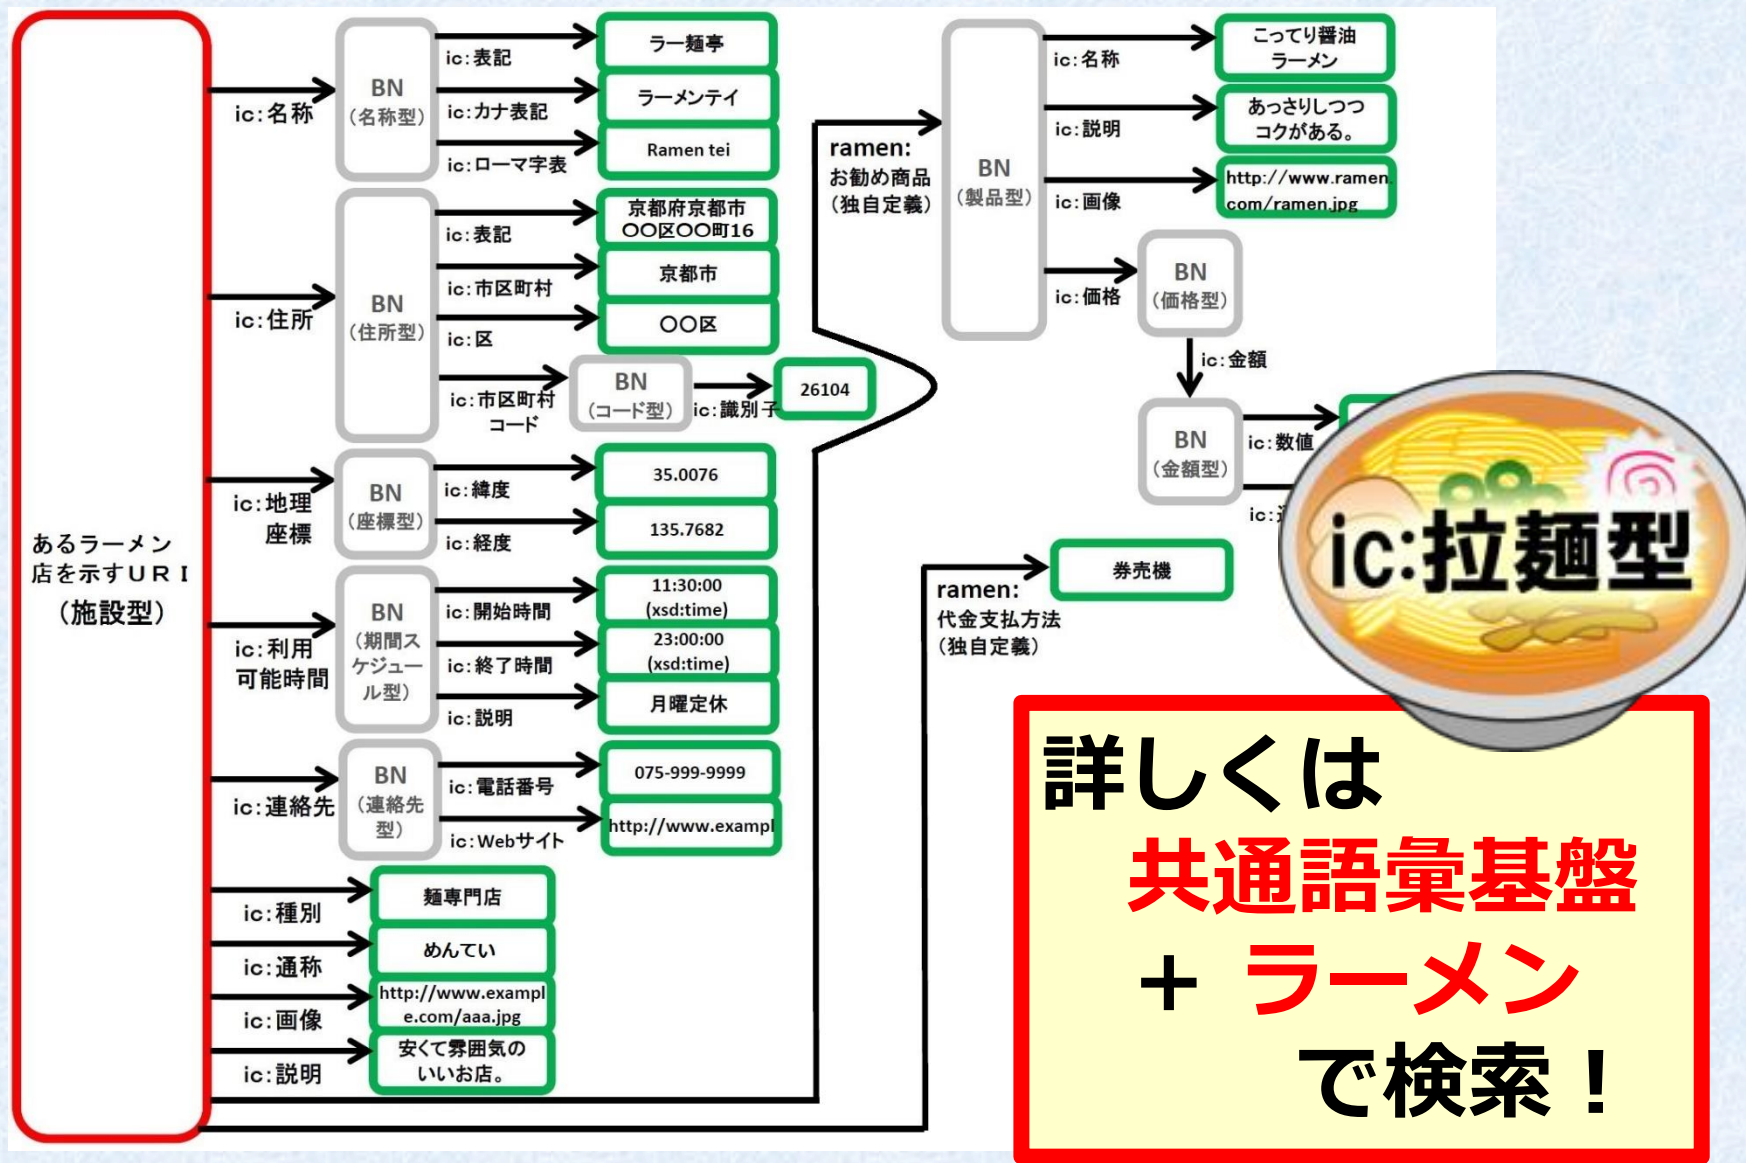 あるラーメン
店を示すＵＲＩ
（施設型）
ic:名称
BN
（名称型）
ic:表記
ラー麺亭
ic:カナ表記
ラーメンテイ
ic:ローマ字表
Ramen tei
ic:住所
BN
（住所型）
ic:表記
京都府京都市
〇〇区〇〇町16
ic:市区町村
京都市
ic:区
〇〇区
ic:市区町村
コード
BN
（コード型）
ic:識別子
26104
ic:地理
座標
BN
（座標型）
ic:緯度
35.0076
ic:経度
135.7682
ic:利用
可能時間
BN
（期間ス
ケジュー
ル型）
ic:開始時間
11:30:00
(xsd:time)
ic:終了時間
23:00:00
(xsd:time)
ic:説明
月曜定休
ic:連絡先
BN
（連絡先
型）
ic:電話番号
075-999-9999
ic:Webサイト
http://www.exampl
ic:種別
麺専門店
ic:通称
めんてい
ic:画像
http://www.exampl
e.com/aaa.jpg
ic:説明
安くて雰囲気の
いいお店。
ramen:
お勧め商品
（独自定義）
BN
（製品型）
ic:名称
こってり醤油
ラーメン
ic:説明
あっさりしつつ
コクがある。
ic:画像
http://www.ramen.
com/ramen.jpg
ic:価格
BN
（価格型）
ic:金額
BN
（金額型）
ic:数値
ic:
ramen:
代金支払方法
（独自定義）
券売機
ic:拉麺型
詳しくは
共通語彙基盤
+ ラーメン
で検索！